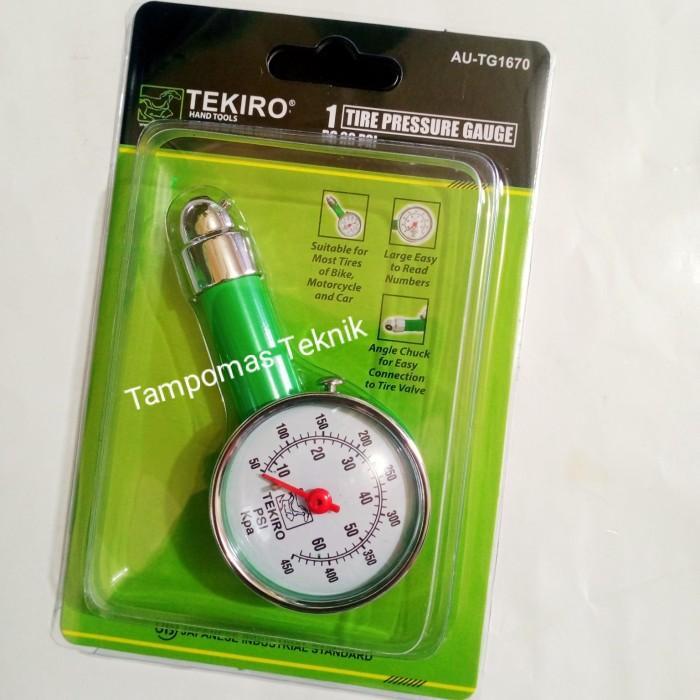 AU-TG1670
TEKIRO®
HAND TOOLS
1 TIRE PRESSURE GAUGE
Suitable for
Most Tires
of Bike,
Motorcycle
and Car
Large Easy
to Read
Numbers
Angle Chuck
for Easy
Connection
to Tire Valve
Tampomas Teknik
50
100
150
200
250
300
350
400
450
10
20
30
40
50
60
TEKIRO
PSI
Kpa
JAPANESE INDUSTRIAL STANDARD